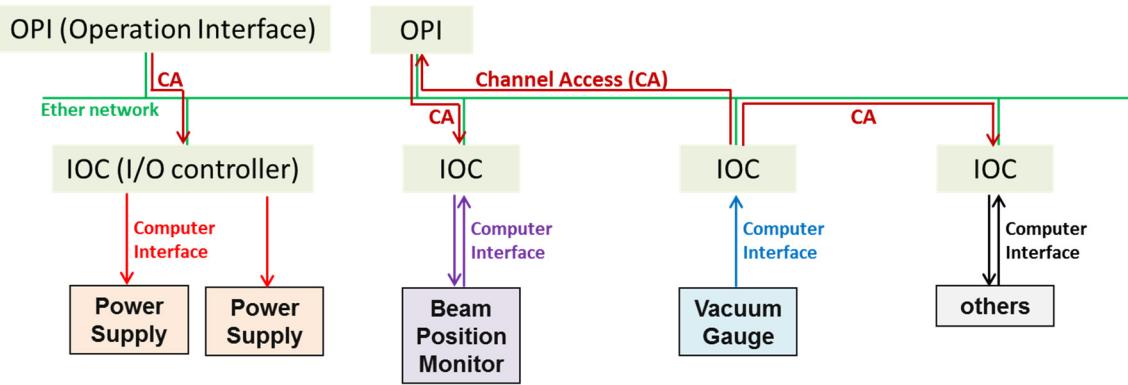 OPI (Operation Interface)
OPI
CA
Channel Access (CA)
Ether network
CA
CA
IOC (I/O controller)
IOC
IOC
IOC
Computer
Interface
Computer
Interface
Computer
Interface
Computer
Interface
Power
Supply
Power
Supply
Beam
Position
Monitor
Vacuum
Gauge
others